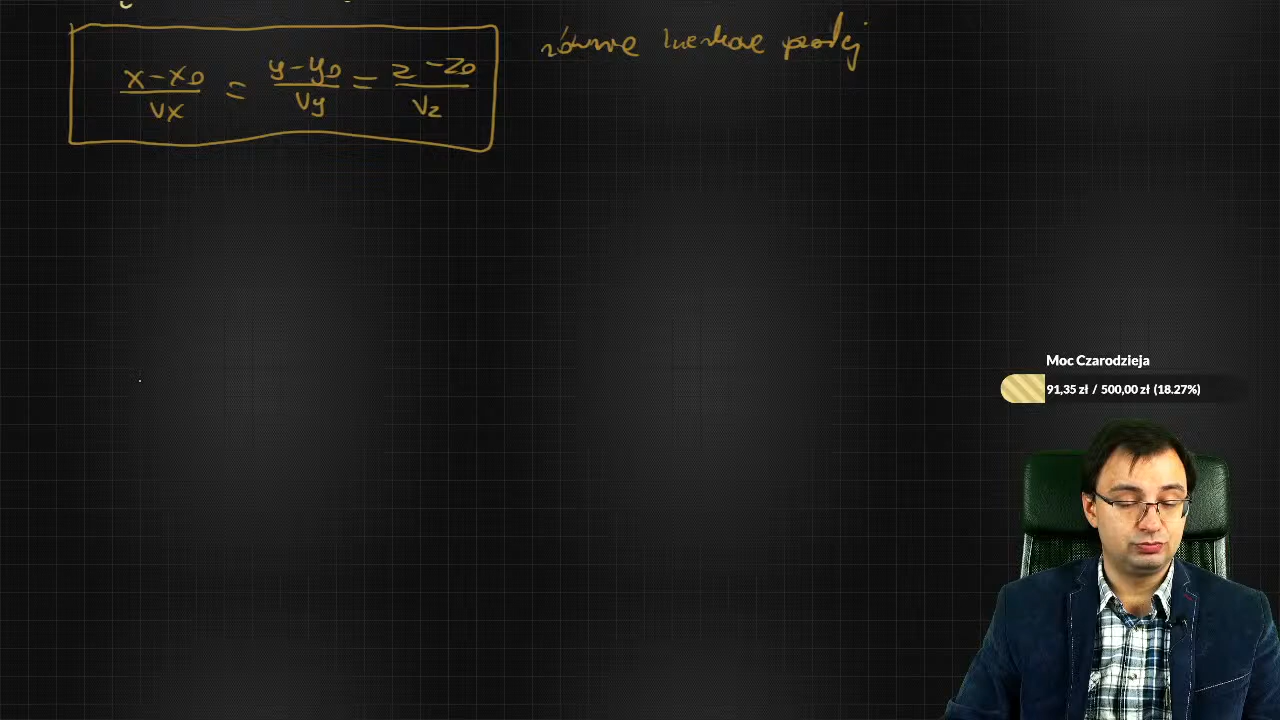 równanie kierunkowe prostej
x-x0/vx = y-y0/vy = z-z0/vz
Moc Czarodzieja
91,35 zł / 500,00 zł (18.27%)